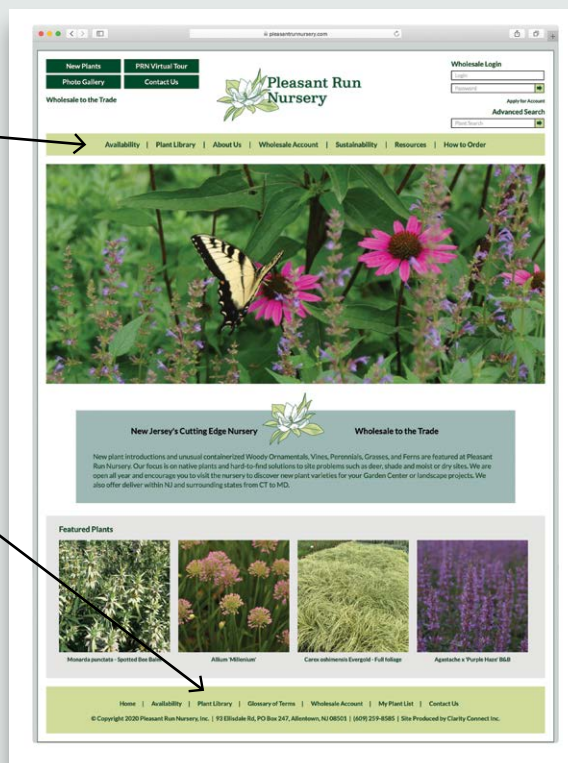 pleasantrunnursery.com
New Plants
PRN Virtual Tour
Photo Gallery
Contact Us
Wholesale to the Trade
Pleasant Run
Nursery
Wholesale Login
Login
Password
Apply for Account
Advanced Search
Plant Search
Availability | Plant Library | About Us | Wholesale Account | Sustainability | Resources | How to Order
New Jersey's Cutting Edge Nursery
Wholesale to the Trade
New plant introductions and unusual containerized Woody Ornamentals, Vines, Perennials, Grasses, and Ferns are featured at Pleasant
Run Nursery. Our focus is on native plants and hard-to-find solutions to site problems such as deer, shade and moist or dry sites. We are
open all year and encourage you to visit the nursery to discover new plant varieties for your Garden Center or landscape projects. We
also offer deliver within NJ and surrounding states from CT to MD.
Featured Plants
Monarda punctata - Spotted Bee Balm
Allium 'Millenium'
Carex oshimensis Evergold - Full foliage
Agastache x 'Purple Haze' B&B
Home | Availability | Plant Library | Glossary of Terms | Wholesale Account | My Plant List | Contact Us
© Copyright 2020 Pleasant Run Nursery, Inc. | 93 Ellisdale Rd, PO Box 247, Allentown, NJ 08501 | (609) 259-8585 | Site Produced by Clarity Connect Inc.